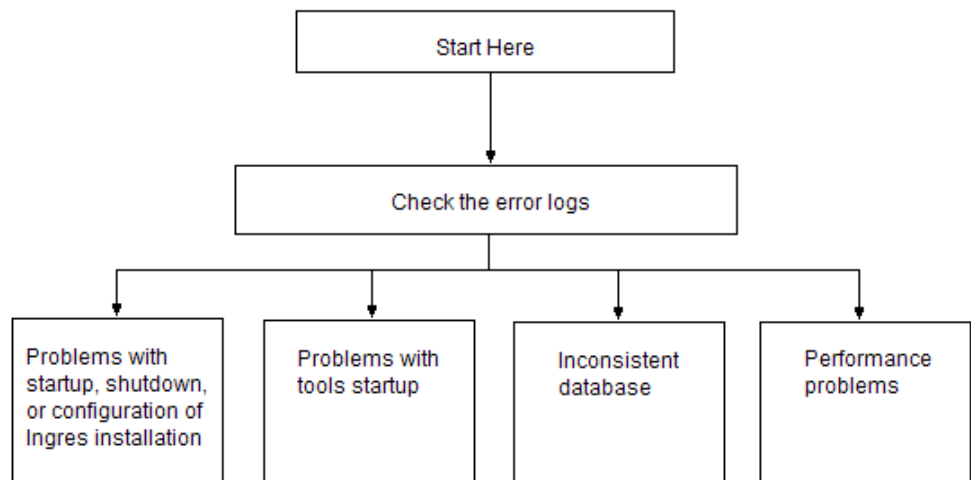 Start Here
Check the error logs
Problems with
startup, shutdown,
or configuration of
Ingres installation
Problems with
tools startup
Inconsistent
database
Performance
problems